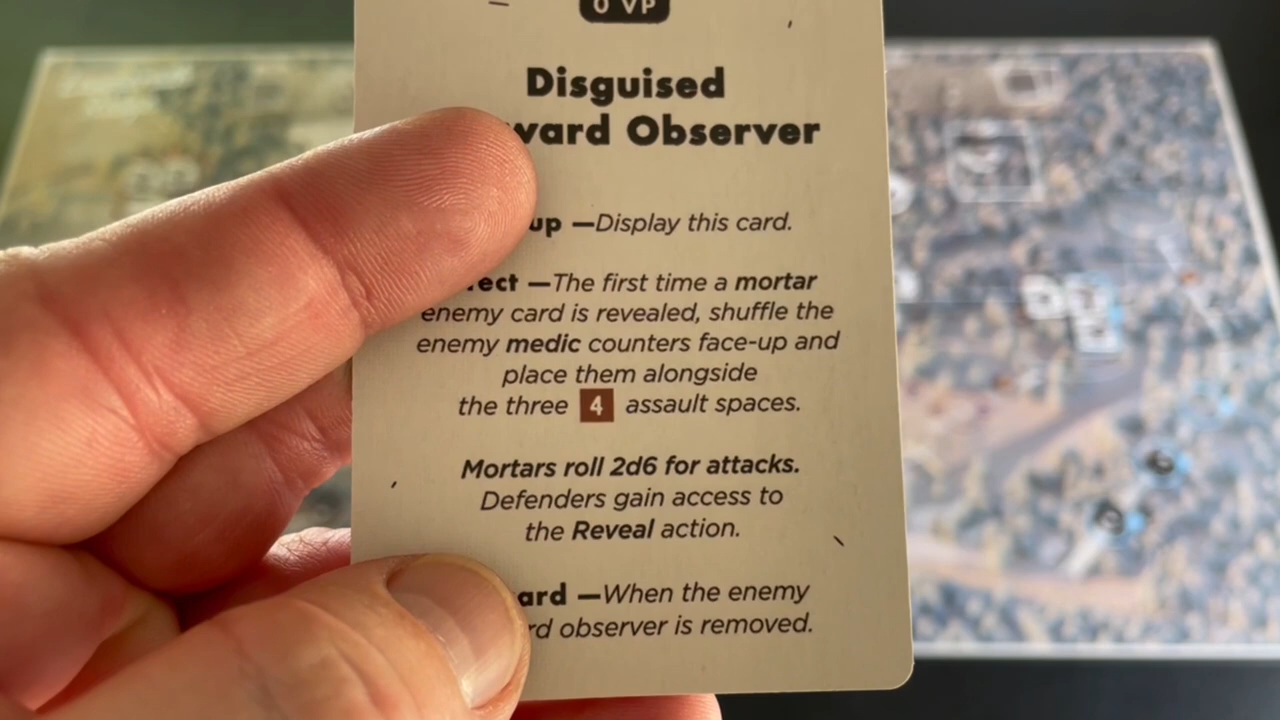 0 VP
Disguised
ward Observer
up —Display this card.
ect —The first time a mortar
enemy card is revealed, shuffle the
enemy medic counters face-up and
place them alongside
the three 4 assault spaces.
Mortars roll 2d6 for attacks.
Defenders gain access to
the Reveal action.
ard —When the enemy
rd observer is removed.